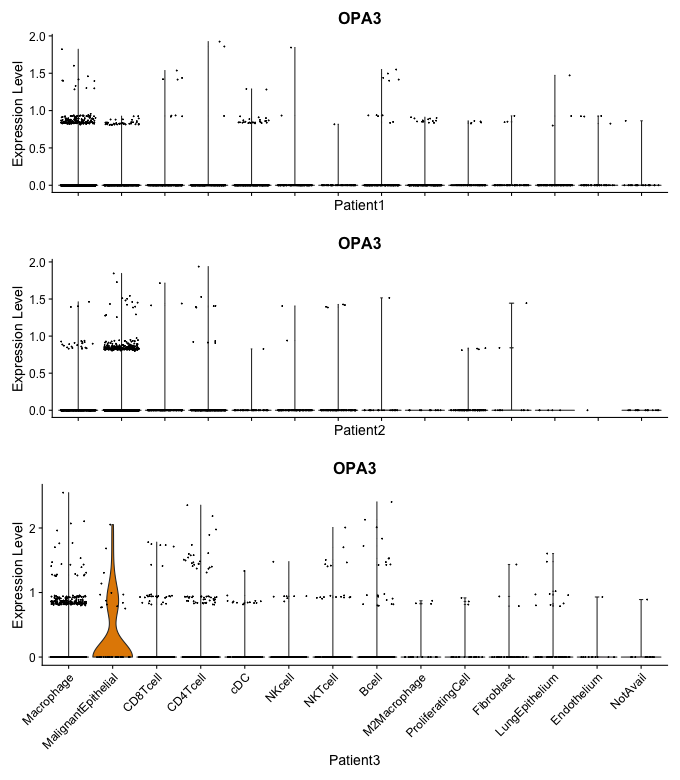 OPA3
Expression Level
2.0
1.5
1.0
0.5
0.0
Patient1
OPA3
Expression Level
2.0
1.5
1.0
0.5
0.0
Patient2
OPA3
Expression Level
2
1
0
Macrophage
MalignantEpithelial
CD8Tcell
CD4Tcell
cDC
NKcell
NKTcell
Bcell
M2Macrophage
ProliferatingCell
Fibroblast
LungEpithelium
Endothelium
NotAvail
Patient3